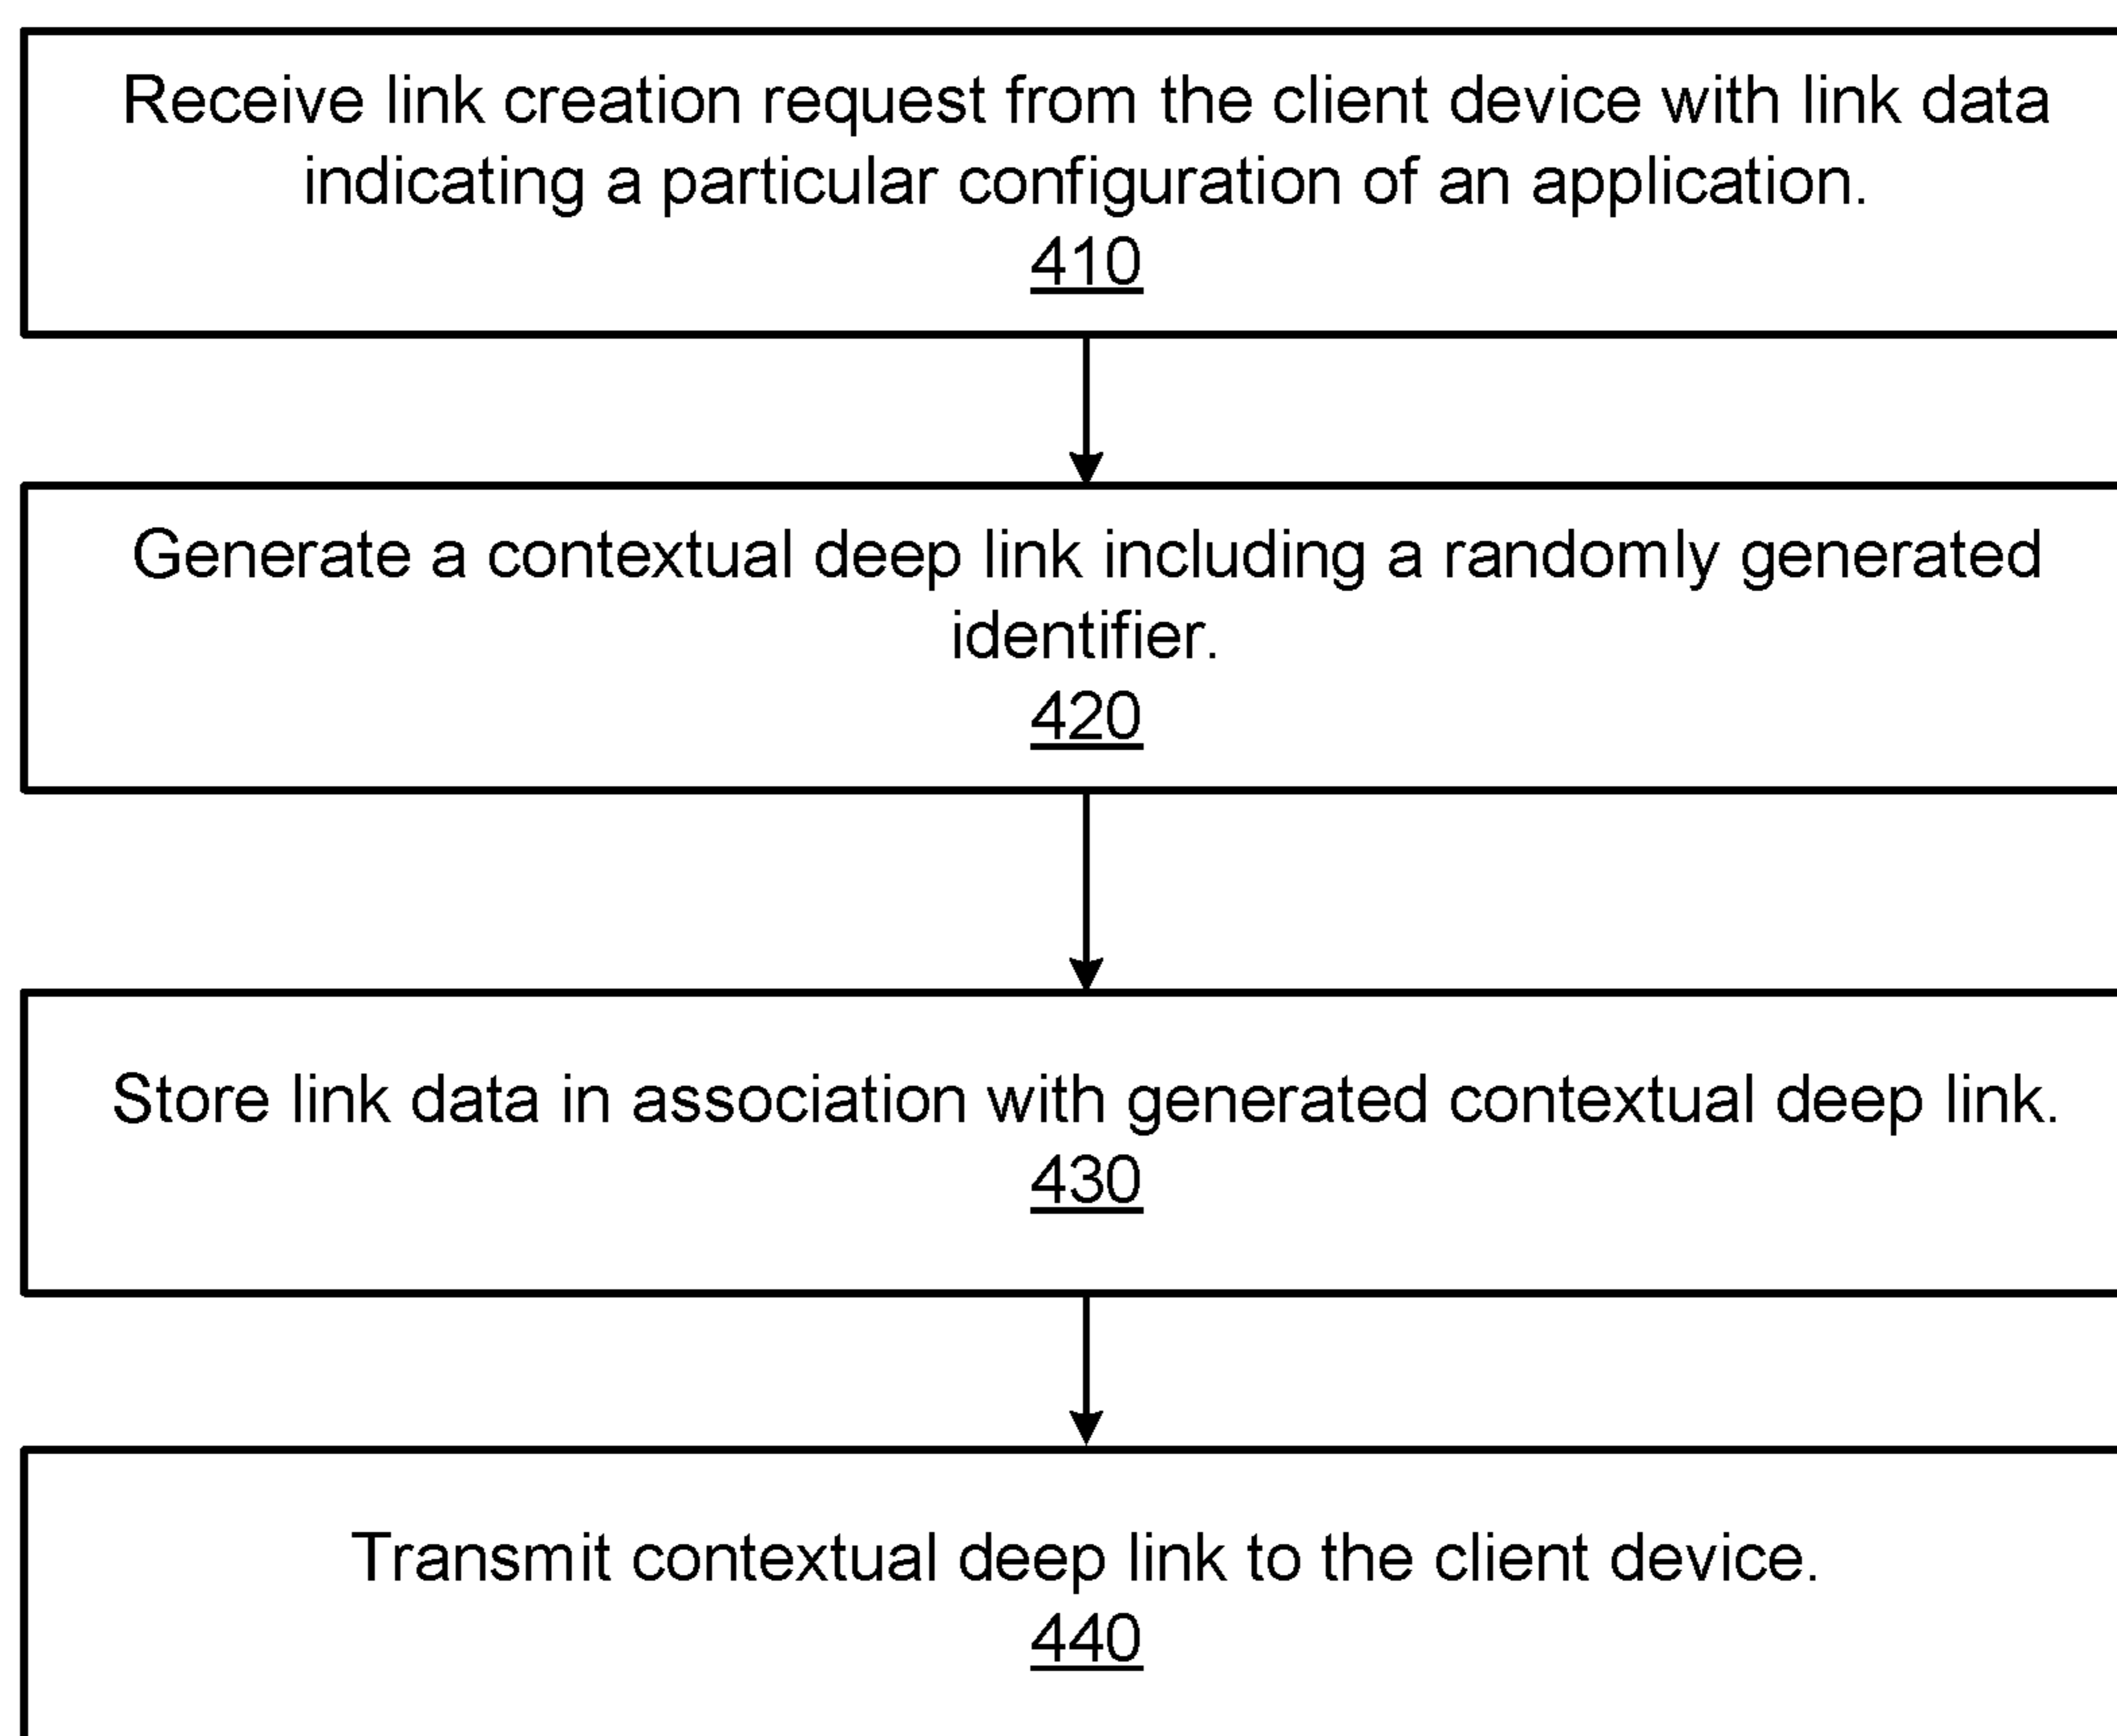 Receive link creation request from the client device with link data
indicating a particular configuration of an application.
410
Generate a contextual deep link including a randomly generated
identifier.
420
Store link data in association with generated contextual deep link.
430
Transmit contextual deep link to the client device.
440